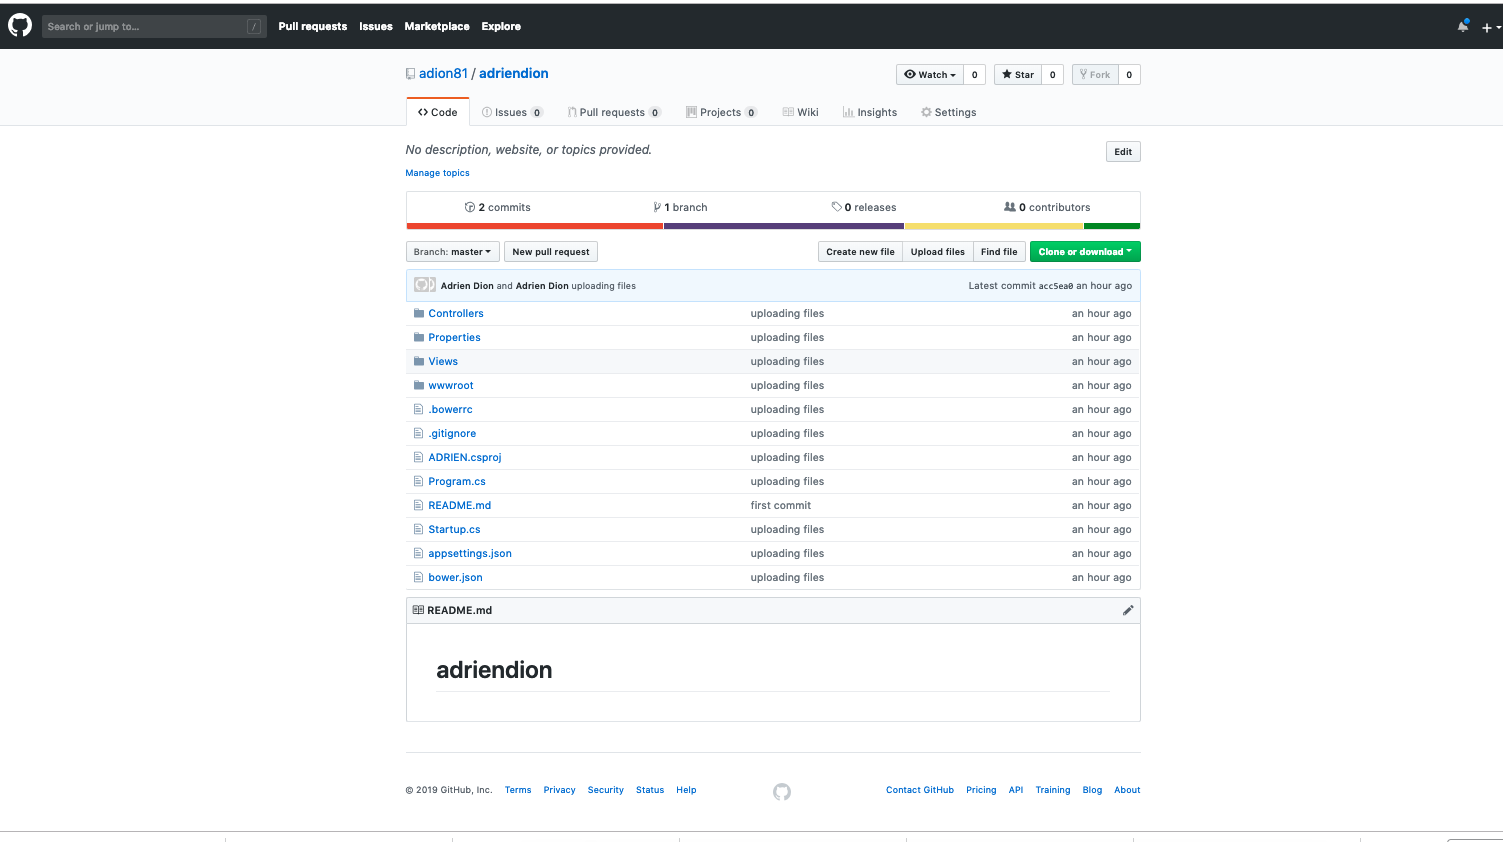 Search or jump to... /
Pull requests Issues Marketplace Explore
adion81 / adriendion
Watch 0 Star 0 Fork 0
Code Issues 0 Pull requests 0 Projects 0 Wiki Insights Settings
No description, website, or topics provided.
Edit
Manage topics
2 commits 1 branch 0 releases 0 contributors
Branch: master New pull request Create new file Upload files Find file Clone or download
Adrien Dion and Adrien Dion uploading files Latest commit acc5ea0 an hour ago
Controllers uploading files an hour ago
Properties uploading files an hour ago
Views uploading files an hour ago
wwwroot uploading files an hour ago
.bowerrc uploading files an hour ago
.gitignore uploading files an hour ago
ADRIEN.csproj uploading files an hour ago
Program.cs uploading files an hour ago
README.md first commit an hour ago
Startup.cs uploading files an hour ago
appsettings.json uploading files an hour ago
bower.json uploading files an hour ago
README.md
adriendion
© 2019 GitHub, Inc. Terms Privacy Security Status Help Contact GitHub Pricing API Training Blog About